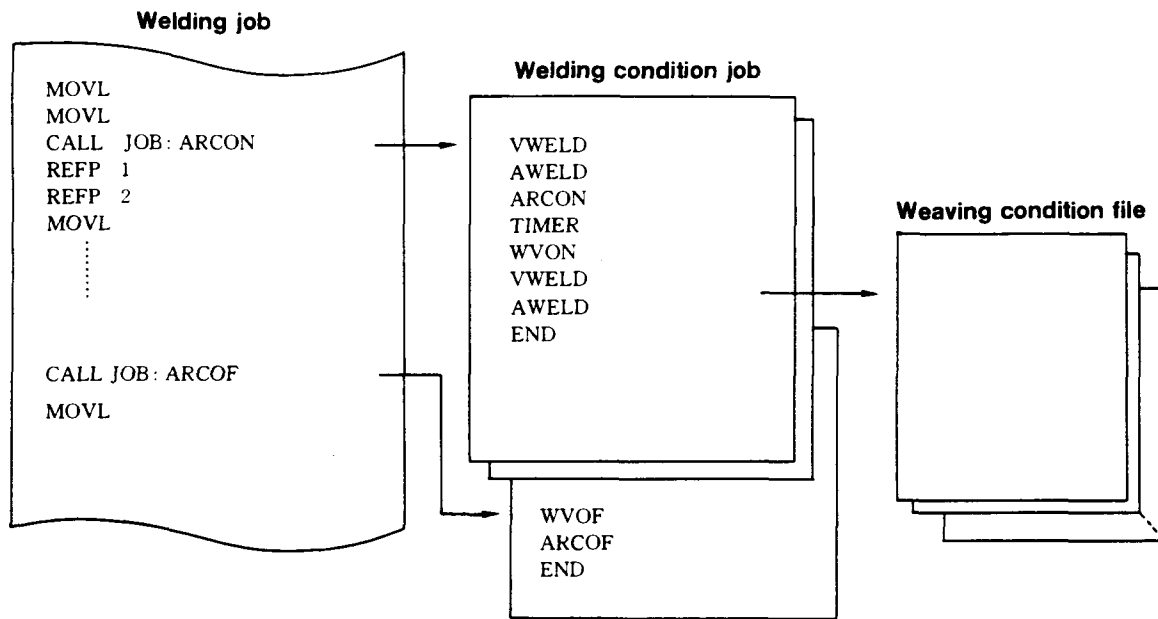 Welding job
MOVL
MOVL
CALL JOB: ARCON
REFP 1
REFP 2
MOVL
CALL JOB: ARCOF
MOVL
Welding condition job
VWELD
AWELD
ARCON
TIMER
WVON
VWELD
AWELD
END
WVOF
ARCOF
END
Weaving condition file